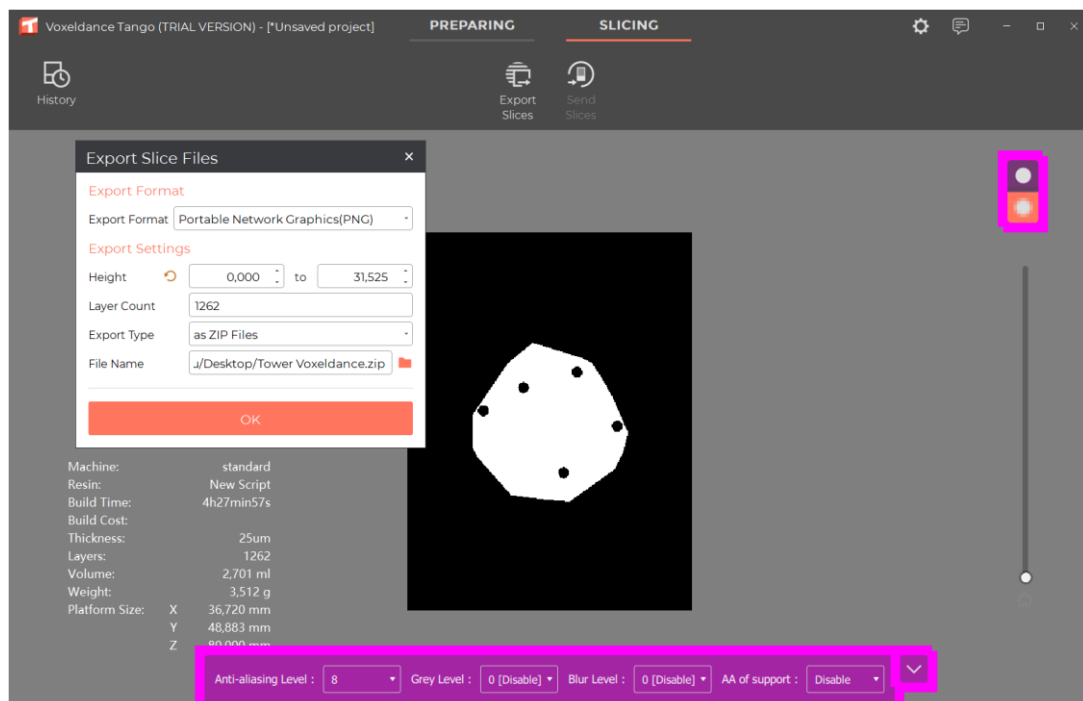 Voxeldance Tango (TRIAL VERSION) - [*Unsaved project]
PREPARING
SLICING
History
Export Slices
Send Slices
Export Slice Files
Export Format
Export Format Portable Network Graphics(PNG)
Export Settings
Height 0,000 to 31,525
Layer Count 1262
Export Type as ZIP Files
File Name /Desktop/Tower Voxeldance.zip
OK
Machine: standard
Resin: New Script
Build Time: 4h27min57s
Build Cost:
Thickness: 25um
Layers: 1262
Volume: 2,701 ml
Weight: 3,512 g
Platform Size: X 36,720 mm
Y 48,883 mm
Z 80,000 mm
Anti-aliasing Level : 8 Grey Level : 0 [Disable] Blur Level : 0 [Disable] AA of support : Disable